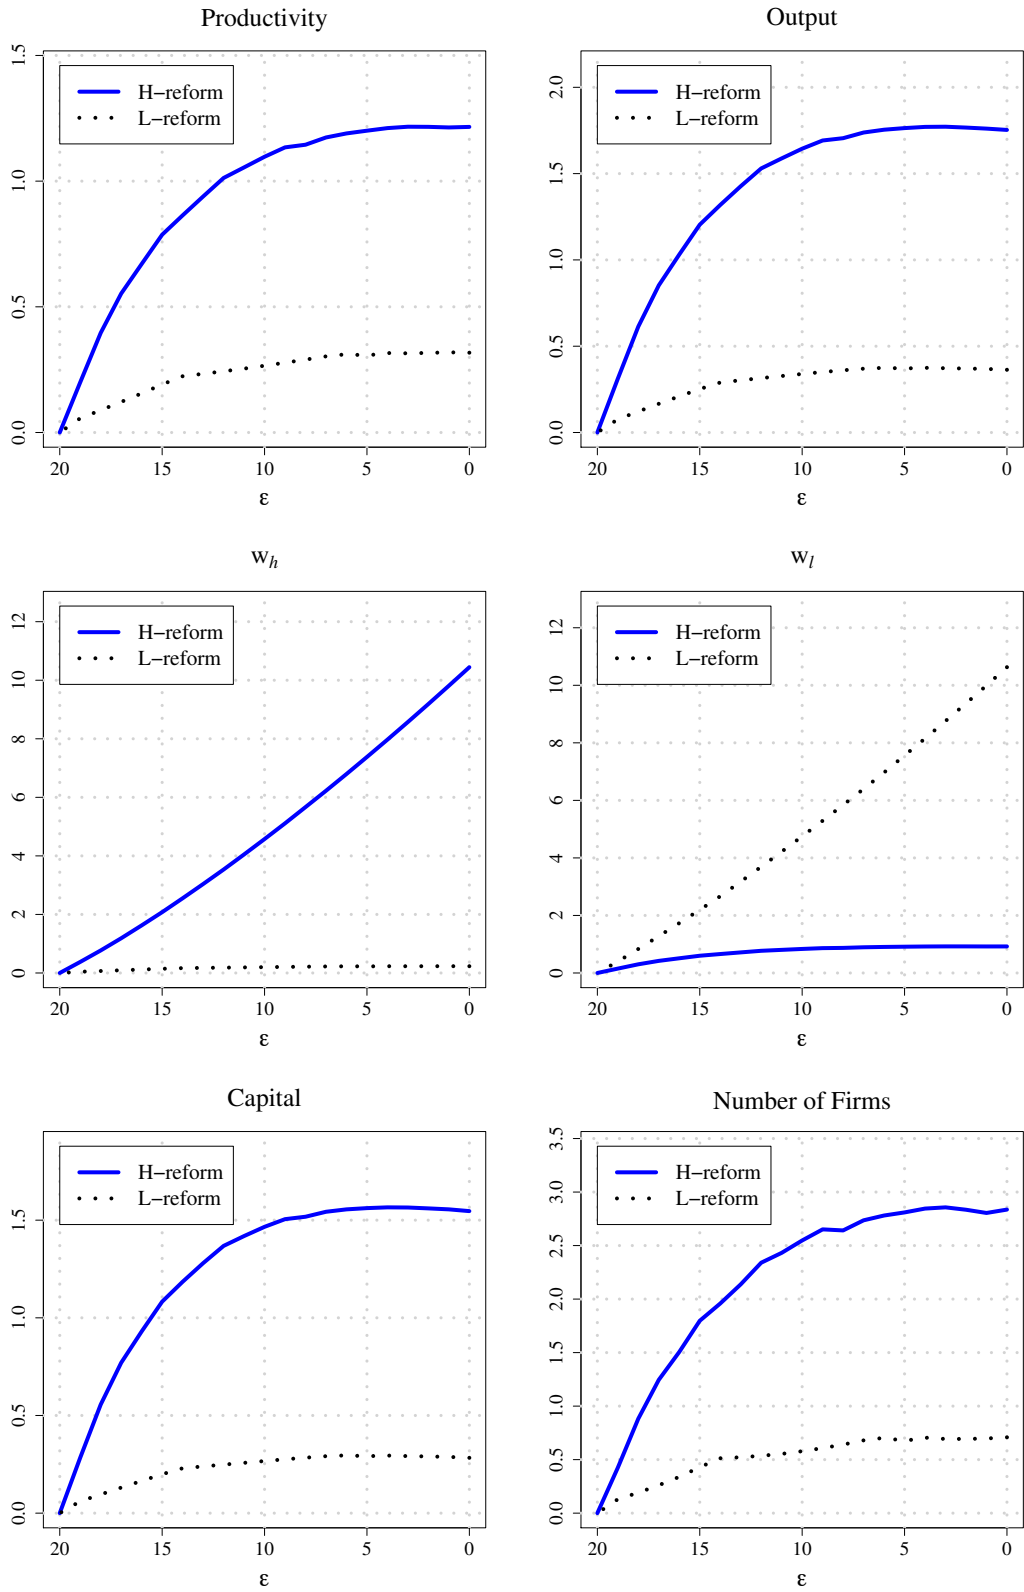 Productivity
H−reform
L−reform
0.0
0.5
1.0
1.5
20
15
10
5
0
ε
Output
H−reform
L−reform
0.0
0.5
1.0
1.5
2.0
20
15
10
5
0
ε
wh
H−reform
L−reform
0
2
4
6
8
10
12
20
15
10
5
0
ε
wl
H−reform
L−reform
0
2
4
6
8
10
12
20
15
10
5
0
ε
Capital
H−reform
L−reform
0.0
0.5
1.0
1.5
20
15
10
5
0
ε
Number of Firms
H−reform
L−reform
0.0
0.5
1.0
1.5
2.0
2.5
3.0
3.5
20
15
10
5
0
ε